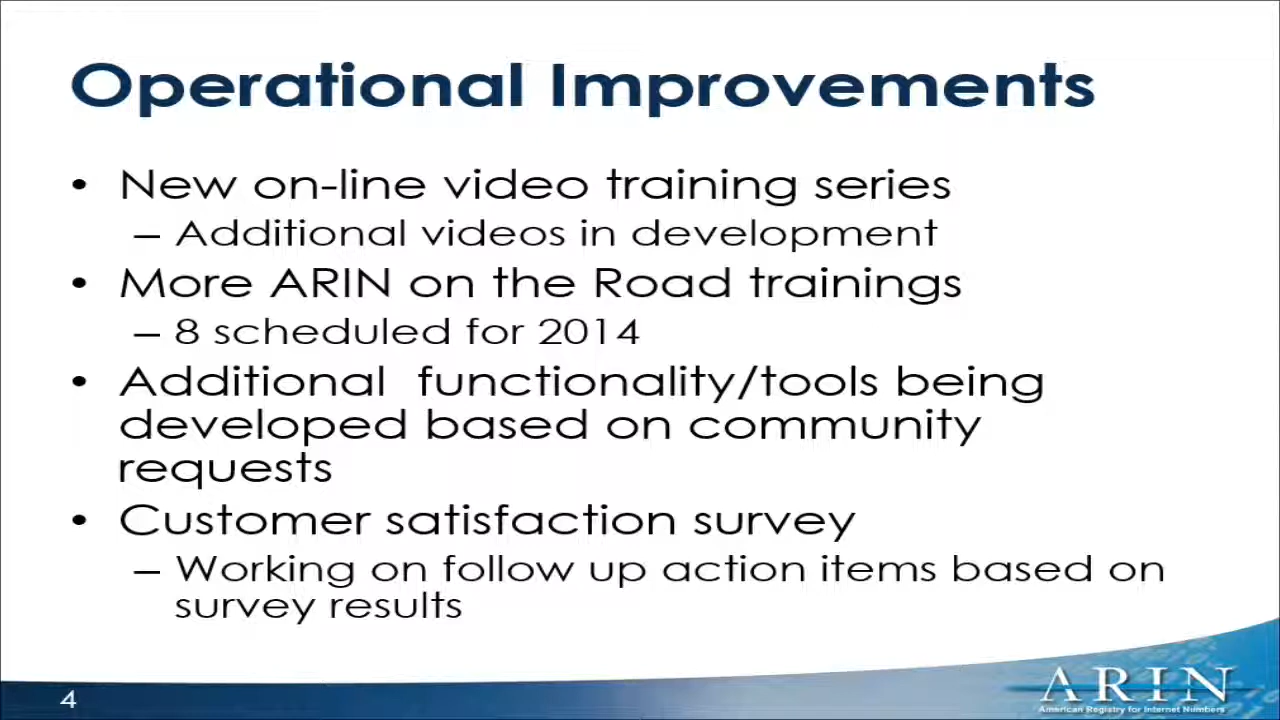 Operational Improvements
• New on-line video training series
– Additional videos in development
• More ARIN on the Road trainings
– 8 scheduled for 2014
• Additional functionality/tools being
developed based on community
requests
• Customer satisfaction survey
– Working on follow up action items based on
survey results
4
ARIN
American Registry for Internet Numbers